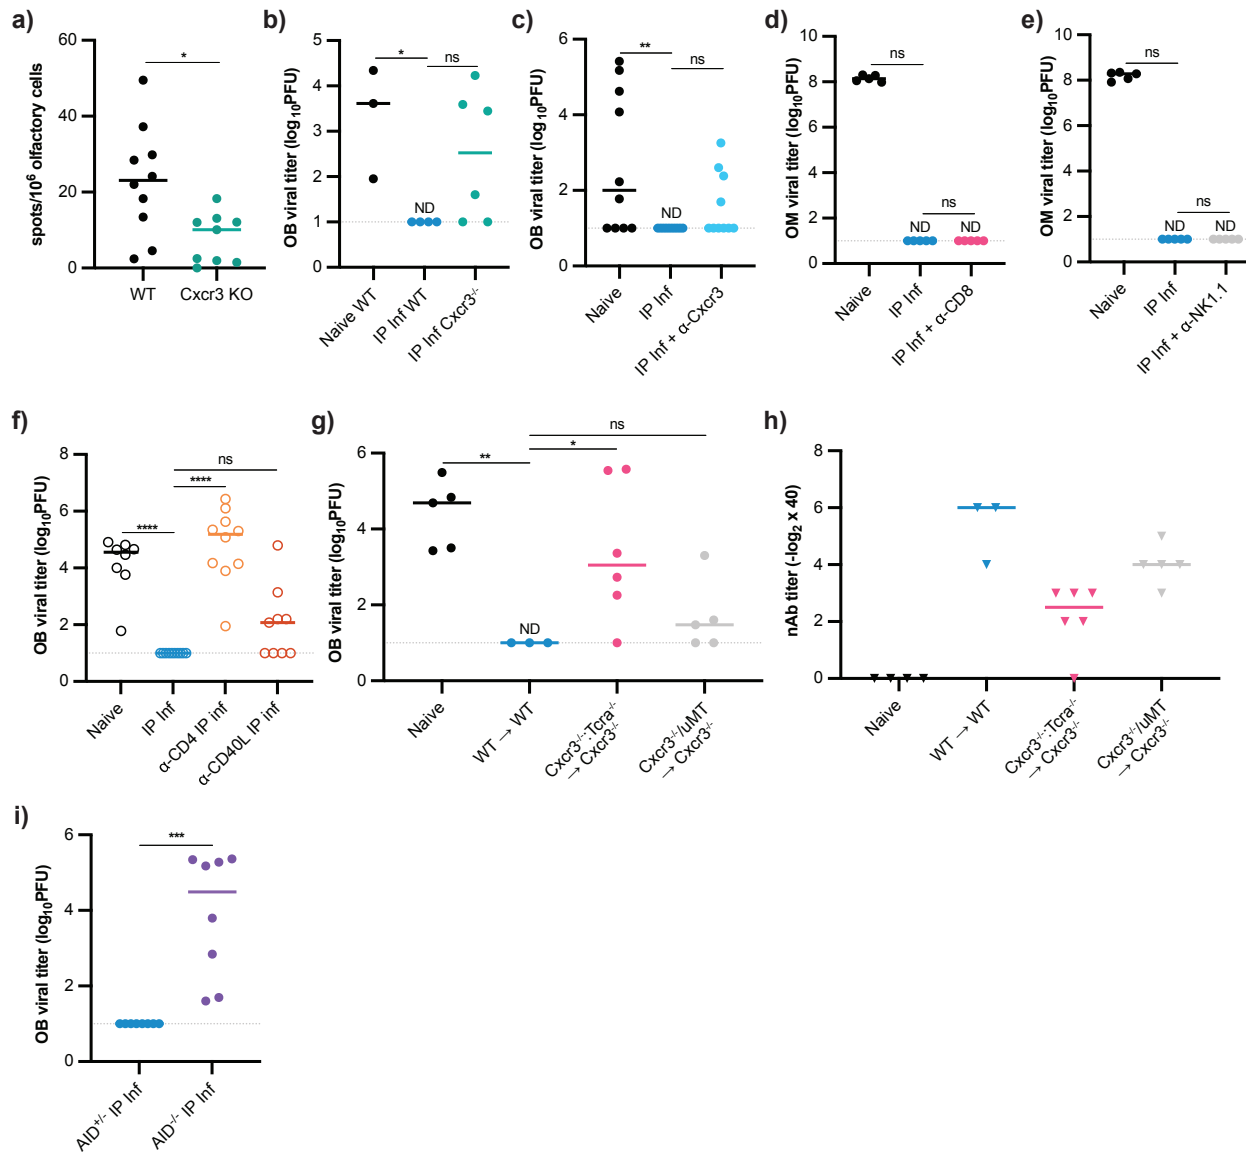 a)
spots/10⁶ olfactory cells
60
40
20
0
*
WT
Cxcr3 KO
b)
OB viral titer (log₁₀PFU)
5
4
3
2
1
0
*
ns
ND
Naive WT
IP Inf WT
IP Inf Cxcr3⁻/⁻
c)
OB viral titer (log₁₀PFU)
6
4
2
0
**
ns
ND
Naive
IP Inf
IP Inf + α-Cxcr3
d)
OM viral titer (log₁₀PFU)
10
8
6
4
2
0
ns
ns
ND
ND
Naive
IP Inf
IP Inf + α-CD8
e)
OM viral titer (log₁₀PFU)
10
8
6
4
2
0
ns
ns
ND
ND
Naive
IP Inf
IP Inf + α-NK1.1
f)
OB viral titer (log₁₀PFU)
8
6
4
2
0
ns
****
****
Naive
IP Inf
α-CD4 IP inf
α-CD40L IP inf
g)
OB viral titer (log₁₀PFU)
6
4
2
0
ns
*
**
ND
Naive
WT → WT
Cxcr3⁻/⁻:Tcra⁻/⁻
→ Cxcr3⁻/⁻
Cxcr3⁻/⁻/uMT
→ Cxcr3⁻/⁻
h)
nAb titer (-log₂ x 40)
8
6
4
2
0
Naive
WT → WT
Cxcr3⁻/⁻:Tcra⁻/⁻
→ Cxcr3⁻/⁻
Cxcr3⁻/⁻/uMT
→ Cxcr3⁻/⁻
i)
OB viral titer (log₁₀PFU)
6
4
2
0
***
AID⁺/⁻ IP Inf
AID⁻/⁻ IP Inf